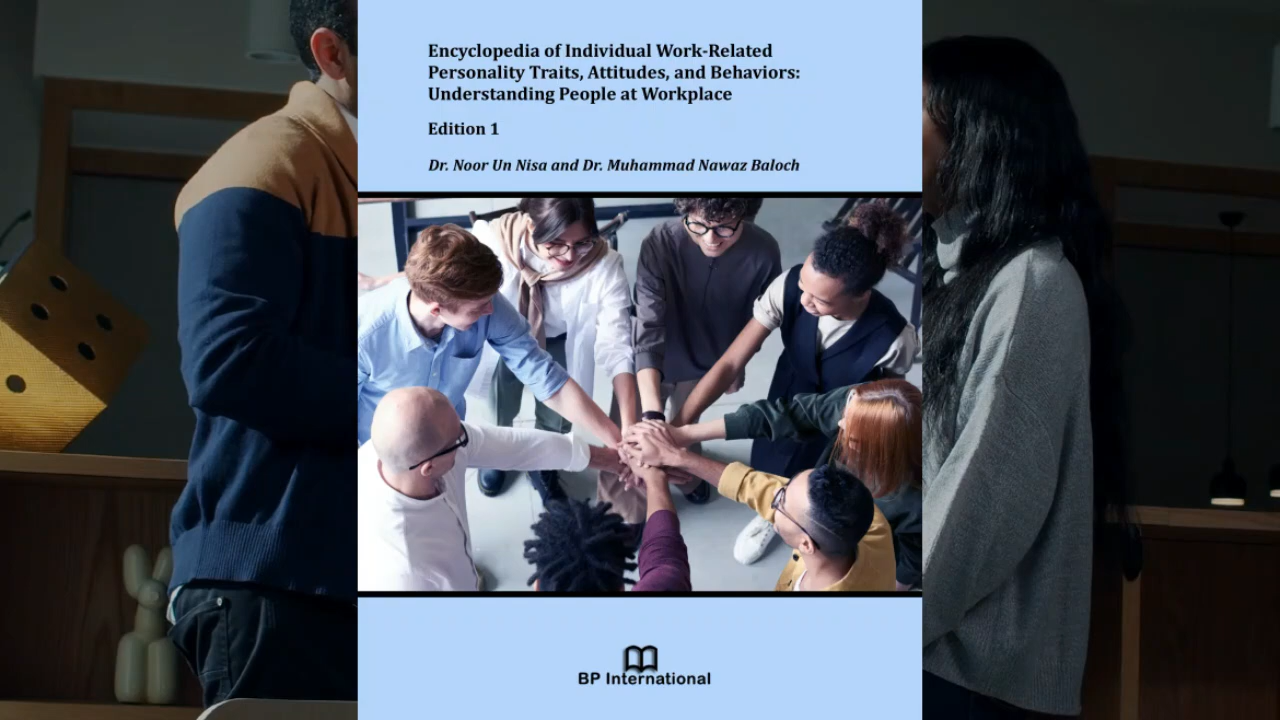 Encyclopedia of Individual Work-Related
Personality Traits, Attitudes, and Behaviors:
Understanding People at Workplace
Edition 1
Dr. Noor Un Nisa and Dr. Muhammad Nawaz Baloch
BP International